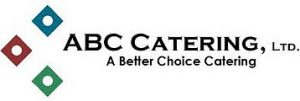 ABC CATERING, LTD.
A Better Choice Catering